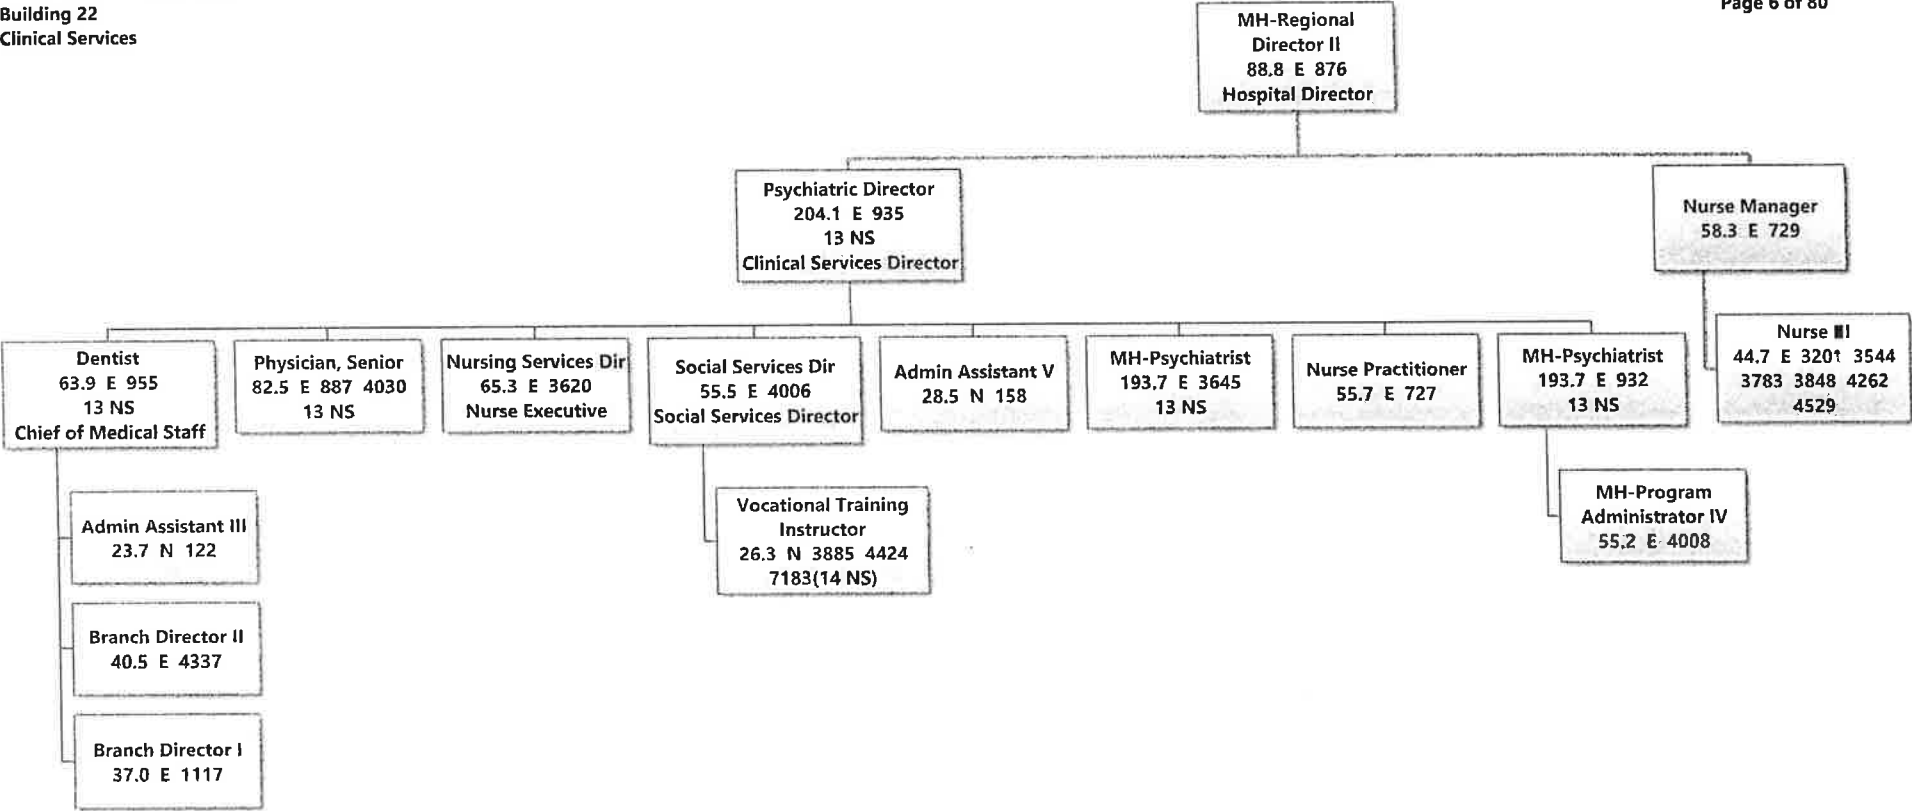 Building 22
Clinical Services
Page 6 of 80
MH-Regional
Director II
88.8 E 876
Hospital Director
Psychiatric Director
204.1 E 935
13 NS
Clinical Services Director
Nurse Manager
58.3 E 729
Dentist
63.9 E 955
13 NS
Chief of Medical Staff
Physician, Senior
82.5 E 887 4030
13 NS
Nursing Services Dir
65.3 E 3620
Nurse Executive
Social Services Dir
55.5 E 4006
Social Services Director
Admin Assistant V
28.5 N 158
MH-Psychiatrist
193.7 E 3645
13 NS
Nurse Practitioner
55.7 E 727
MH-Psychiatrist
193.7 E 932
13 NS
Nurse
44.7 E 3201 3544
3783 3848 4262
4529
Admin Assistant III
23.7 N 122
Branch Director II
40.5 E 4337
Branch Director I
37.0 E 1117
Vocational Training
Instructor
26.3 N 3885 4424
7183(14 NS)
MH-Program
Administrator IV
55.2 E 4008